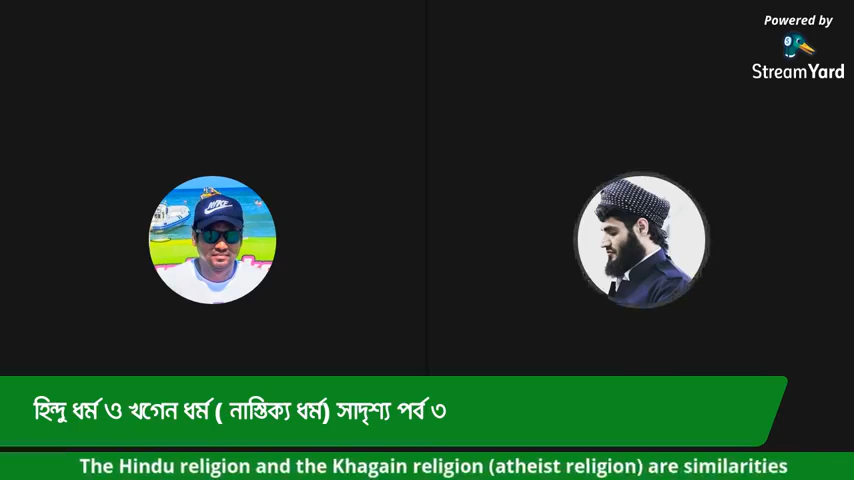 Powered by
StreamYard
NIKE
হিন্দু ধর্ম ও খগেন ধর্ম ( নাস্তিক্য ধর্ম) সাদৃশ্য পর্ব ৩
The Hindu religion and the Khagain religion (atheist religion) are similarities